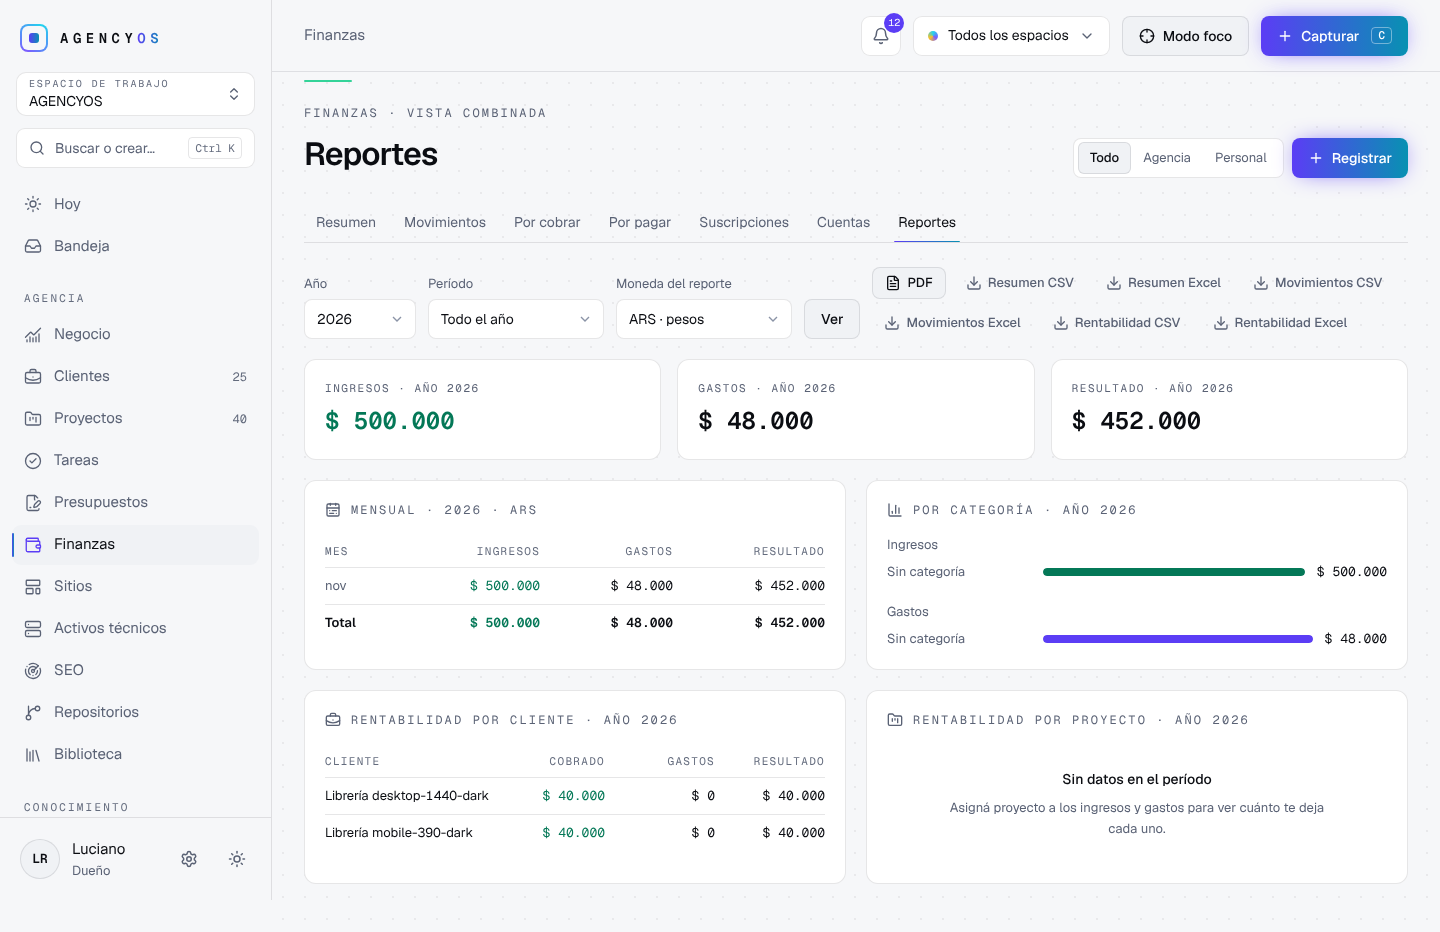 AGENCYOS
ESPACIO DE TRABAJO
AGENCYOS
Buscar o crear...
Ctrl K
Hoy
Bandeja
AGENCIA
Negocio
Clientes 25
Proyectos 40
Tareas
Presupuestos
Finanzas
Sitios
Activos técnicos
SEO
Repositorios
Biblioteca
CONOCIMIENTO
LR
Luciano
Dueño
Finanzas
12
Todos los espacios
Modo foco
Capturar C
FINANZAS · VISTA COMBINADA
Reportes
Todo Agencia Personal
Registrar
Resumen Movimientos Por cobrar Por pagar Suscripciones Cuentas Reportes
Año Período Moneda del reporte
2026 Todo el año ARS · pesos Ver
PDF Resumen CSV Resumen Excel Movimientos CSV
Movimientos Excel Rentabilidad CSV Rentabilidad Excel
INGRESOS · AÑO 2026
$ 500.000
GASTOS · AÑO 2026
$ 48.000
RESULTADO · AÑO 2026
$ 452.000
MENSUAL · 2026 · ARS
MES INGRESOS GASTOS RESULTADO
nov $ 500.000 $ 48.000 $ 452.000
Total $ 500.000 $ 48.000 $ 452.000
POR CATEGORÍA · AÑO 2026
Ingresos
Sin categoría $ 500.000
Gastos
Sin categoría $ 48.000
RENTABILIDAD POR CLIENTE · AÑO 2026
CLIENTE COBRADO GASTOS RESULTADO
Librería desktop-1440-dark $ 40.000 $ 0 $ 40.000
Librería mobile-390-dark $ 40.000 $ 0 $ 40.000
RENTABILIDAD POR PROYECTO · AÑO 2026
Sin datos en el período
Asigná proyecto a los ingresos y gastos para ver cuánto te deja
cada uno.